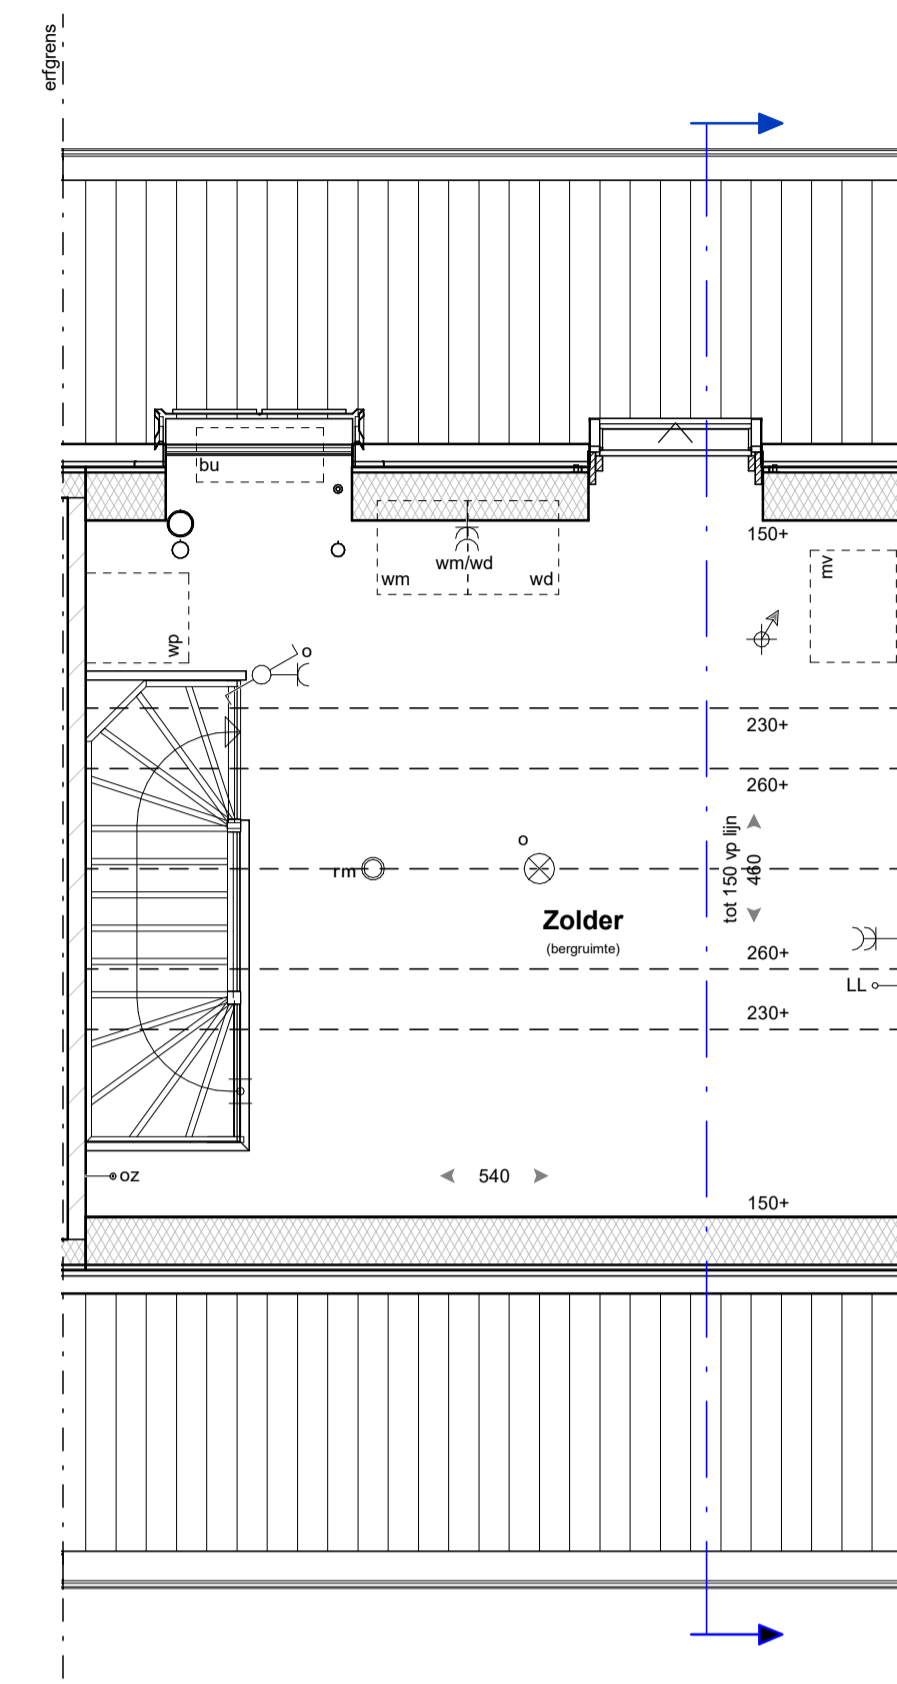 erfgrens
bu
150+
wm/wd
wm
wd
mv
wp
o
230+
260+
tot 150 vp lijn
460
o
rm
Zolder
(bergruimte)
260+
LL
230+
oz
540
150+